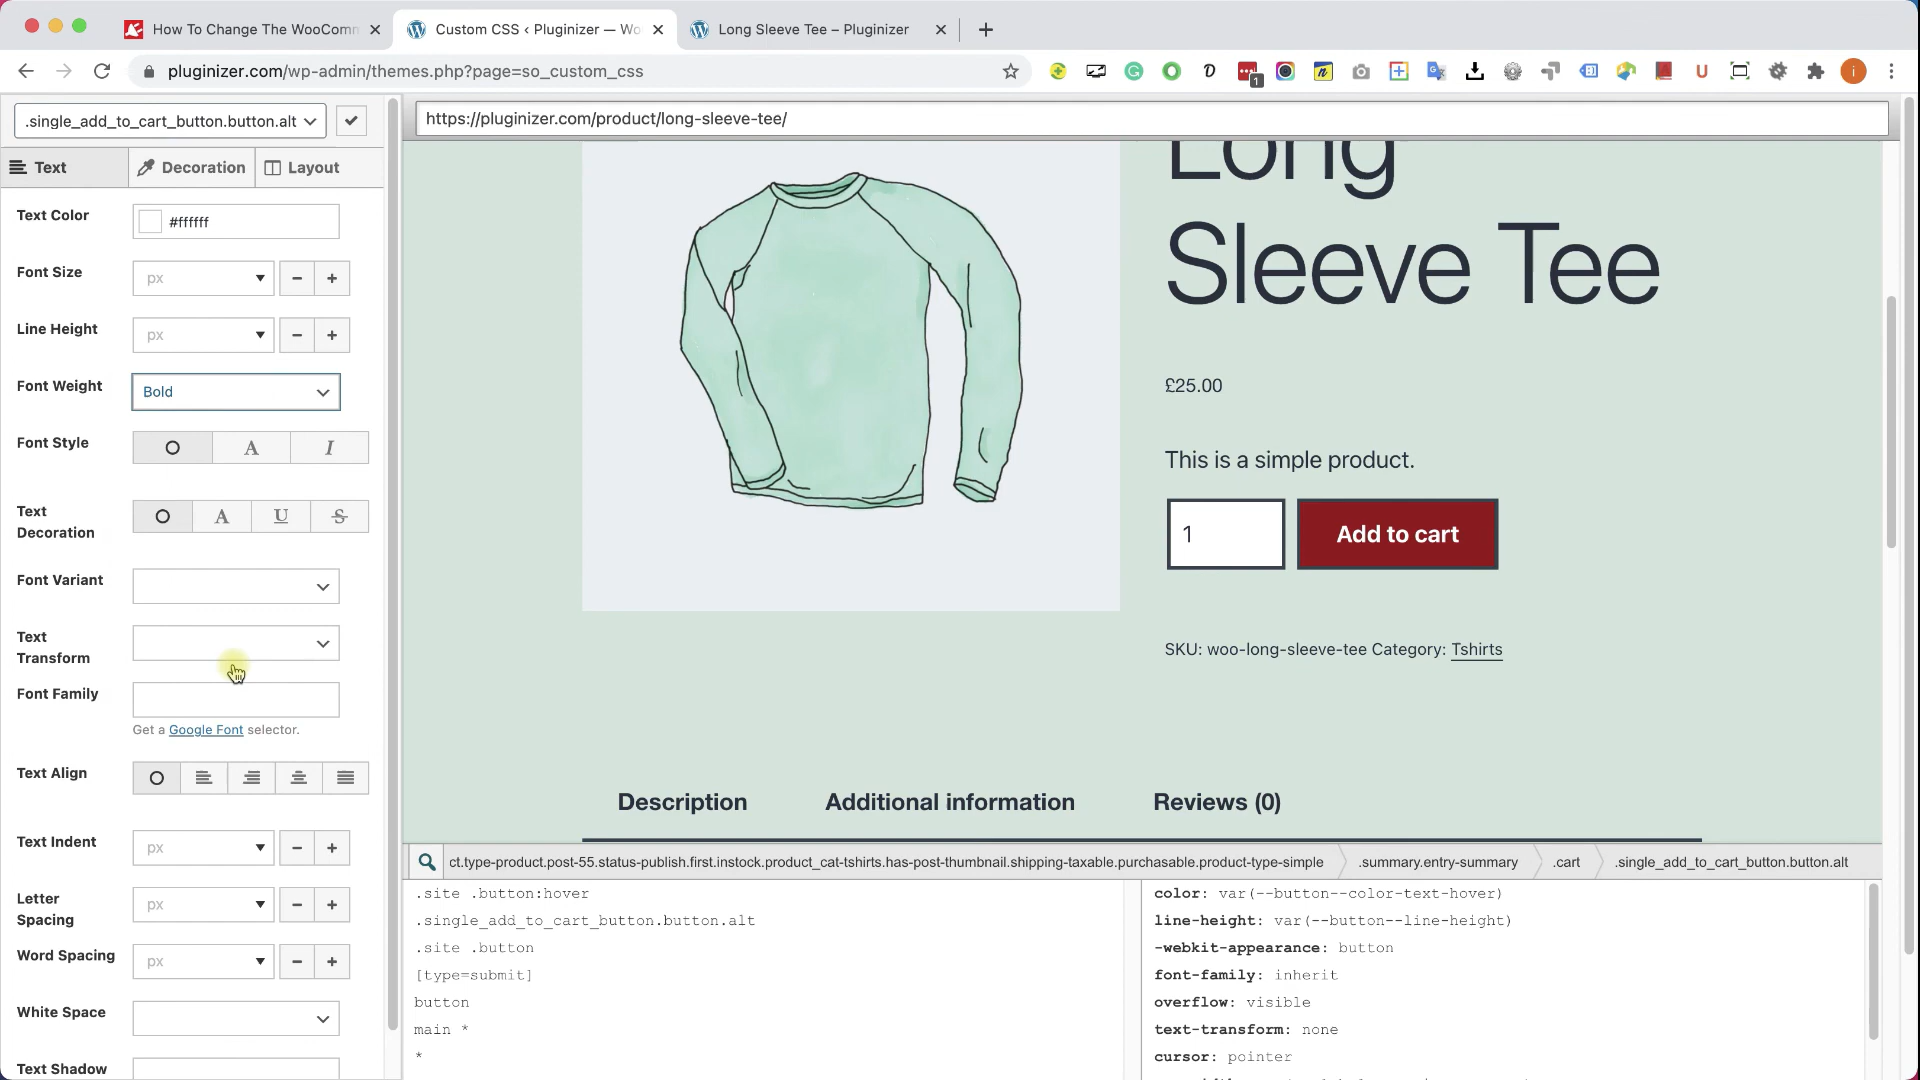 How To Change The WooComm
Custom CSS ‹ Pluginizer — Wo
Long Sleeve Tee – Pluginizer
pluginizer.com/wp-admin/themes.php?page=so_custom_css
1
i
.single_add_to_cart_button.button.alt
https://pluginizer.com/product/long-sleeve-tee/
Text
Decoration
Layout
Text Color
#ffffff
Font Size
px
Line Height
px
Font Weight
Bold
Font Style
A
I
Text
Decoration
A
U
S
Font Variant
Text
Transform
Font Family
Get a Google Font selector.
Text Align
Text Indent
px
Letter
Spacing
px
Word Spacing
px
White Space
Text Shadow
Long
Sleeve Tee
£25.00
This is a simple product.
1
Add to cart
SKU: woo-long-sleeve-tee Category: Tshirts
Description
Additional information
Reviews (0)
ct.type-product.post-55.status-publish.first.instock.product_cat-tshirts.has-post-thumbnail.shipping-taxable.purchasable.product-type-simple
.summary.entry-summary
.cart
.single_add_to_cart_button.button.alt
.site .button:hover
.single_add_to_cart_button.button.alt
.site .button
[type=submit]
button
main *
*
color: var(--button--color-text-hover)
line-height: var(--button--line-height)
-webkit-appearance: button
font-family: inherit
overflow: visible
text-transform: none
cursor: pointer